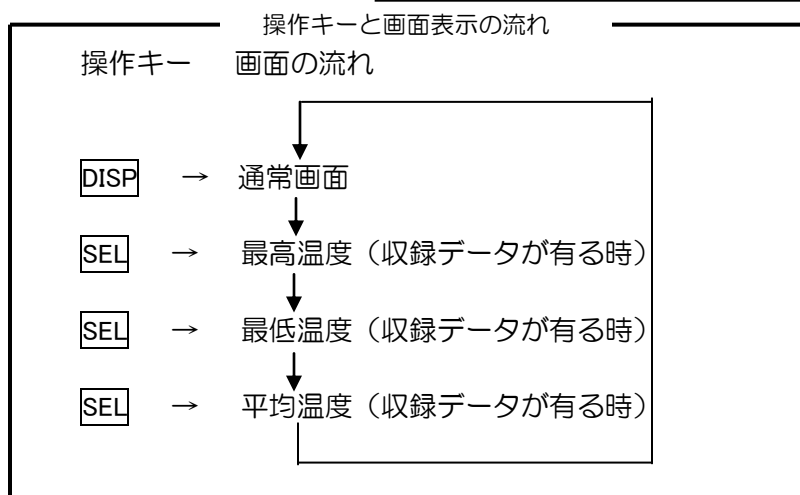 操作キーと画面表示の流れ
操作キー 画面の流れ
DISP → 通常画面
SEL → 最高温度（収録データが有る時）
SEL → 最低温度（収録データが有る時）
SEL → 平均温度（収録データが有る時）